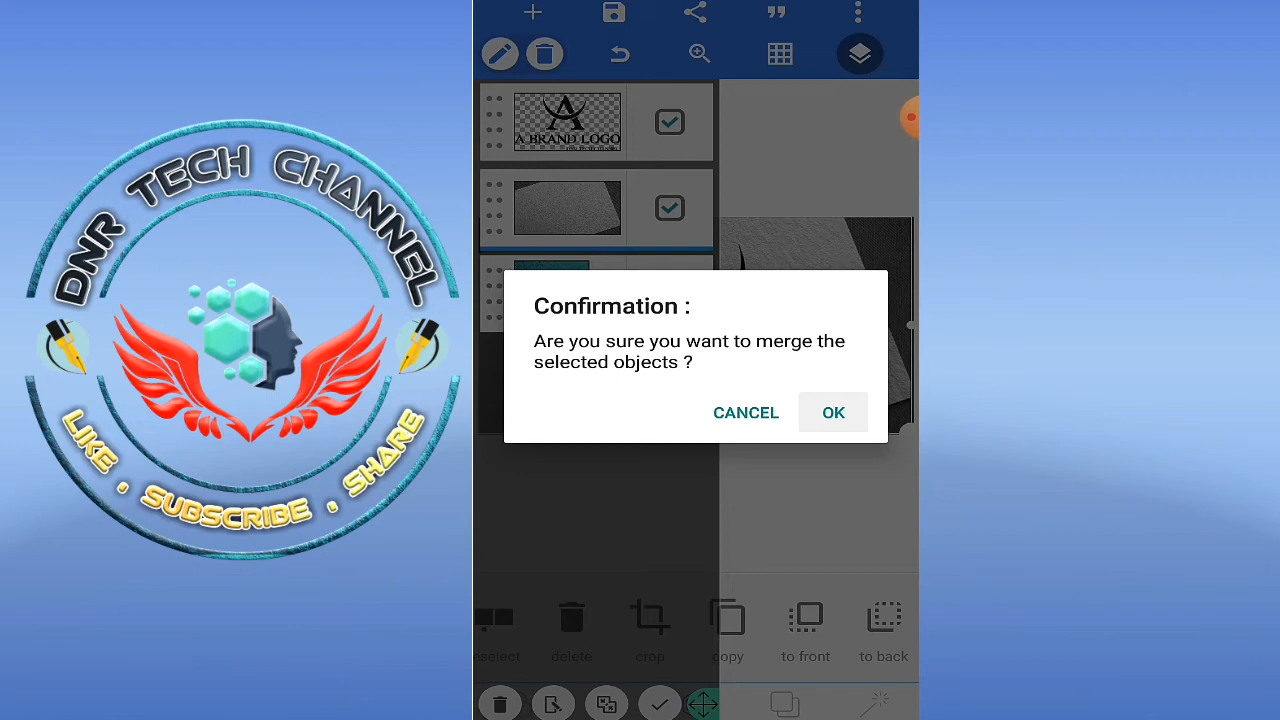 DNR TECH CHANNEL
LIKE . SUBSCRIBE . SHARE
A BRAND LOGO
Confirmation :
Are you sure you want to merge the
selected objects ?
CANCEL
OK
eselect
delete
crop
copy
to front
to back